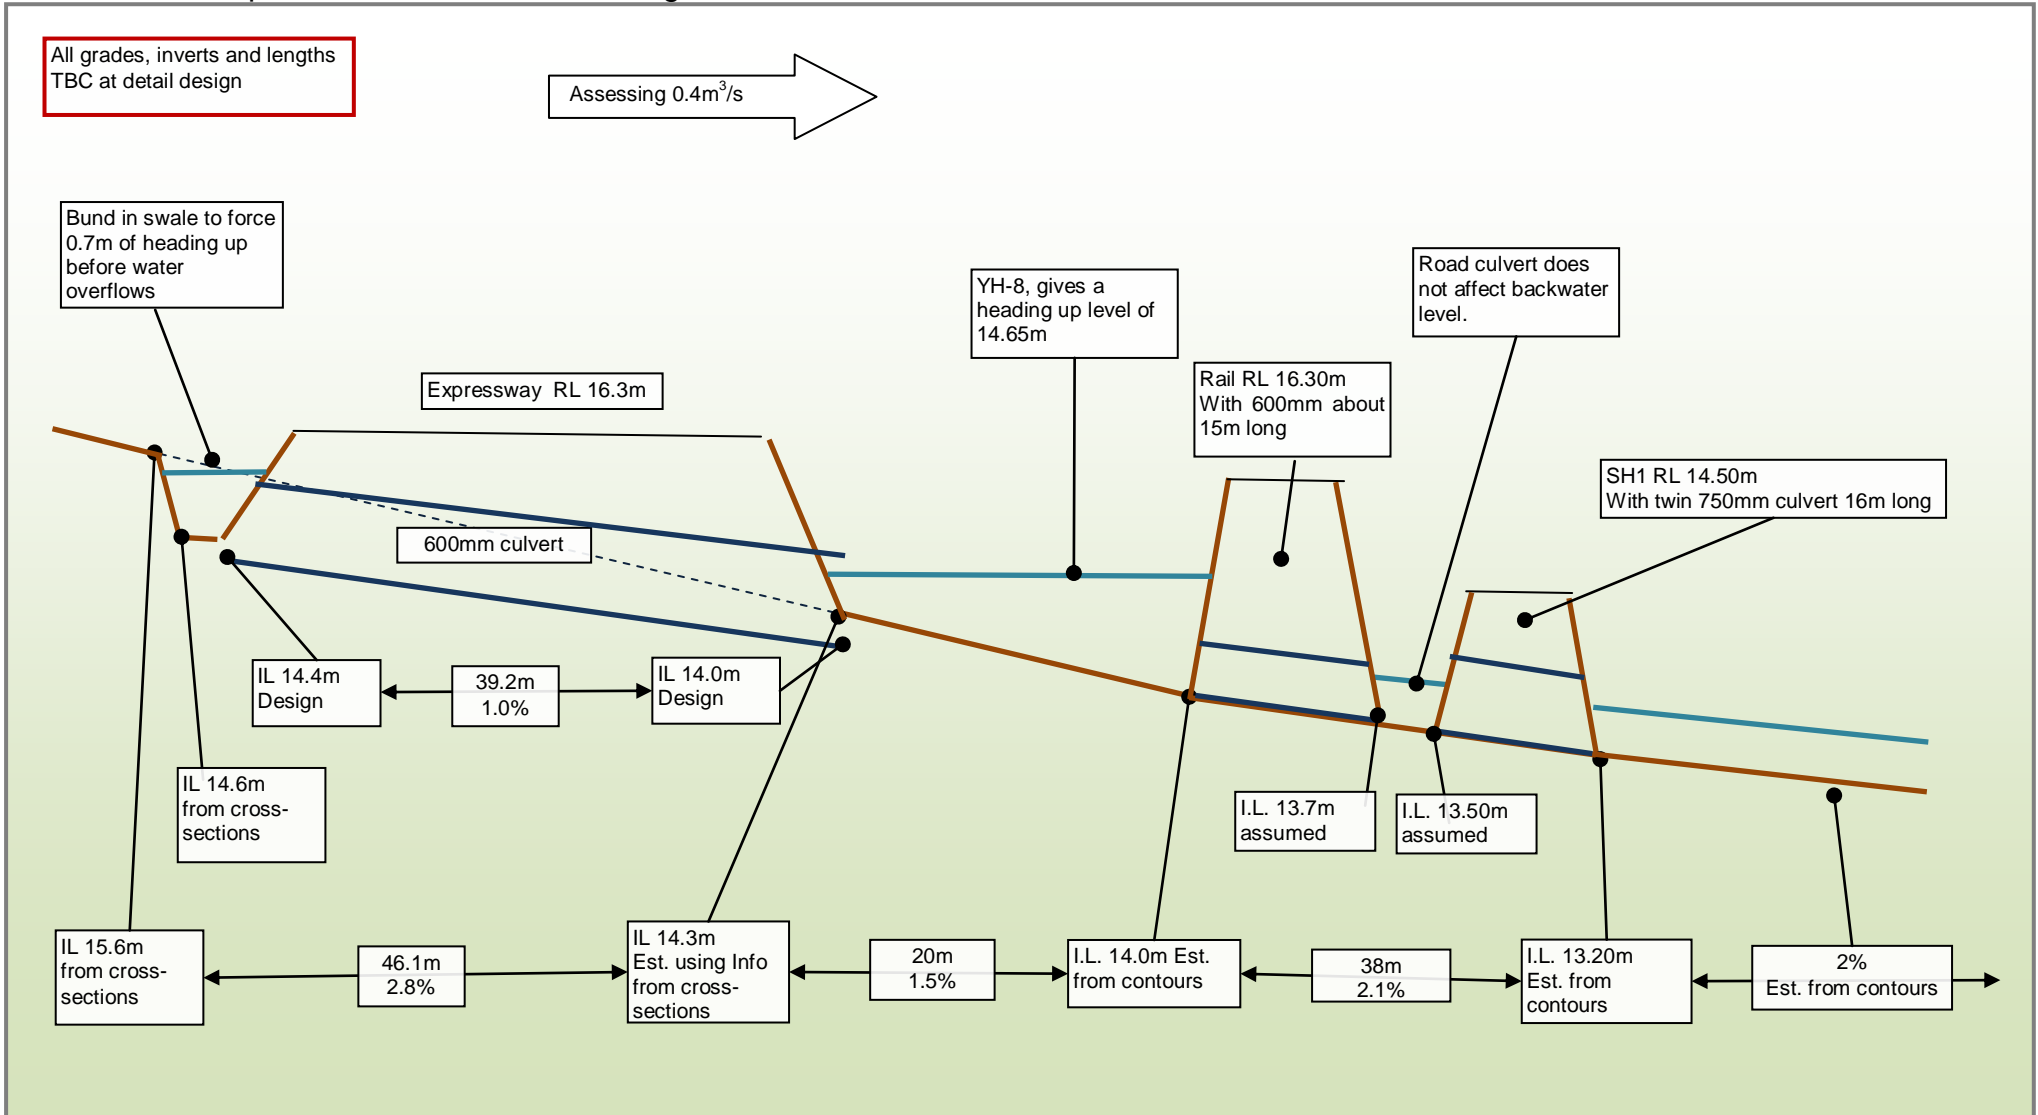 All grades, inverts and lengths
TBC at detail design
Assessing 0.4m³/s
Bund in swale to force
0.7m of heading up
before water
overflows
Expressway RL 16.3m
YH-8, gives a
heading up level of
14.65m
Road culvert does
not affect backwater
level.
Rail RL 16.30m
With 600mm about
15m long
SH1 RL 14.50m
With twin 750mm culvert 16m long
600mm culvert
IL 14.4m
Design
39.2m
1.0%
IL 14.0m
Design
IL 14.6m
from cross-
sections
I.L. 13.7m
assumed
I.L. 13.50m
assumed
IL 15.6m
from cross-
sections
46.1m
2.8%
IL 14.3m
Est. using Info
from cross-
sections
20m
1.5%
I.L. 14.0m Est.
from contours
38m
2.1%
I.L. 13.20m
Est. from
contours
2%
Est. from contours